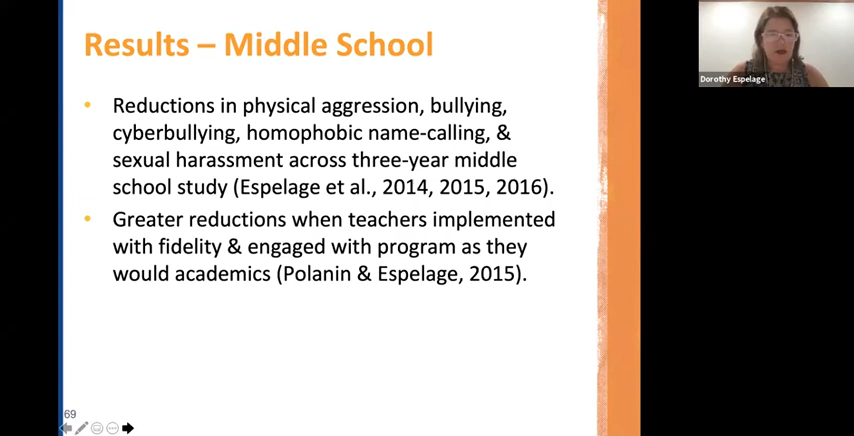 Results – Middle School
Dorothy Espelage
• Reductions in physical aggression, bullying,
cyberbullying, homophobic name-calling, &
sexual harassment across three-year middle
school study (Espelage et al., 2014, 2015, 2016).
• Greater reductions when teachers implemented
with fidelity & engaged with program as they
would academics (Polanin & Espelage, 2015).
69